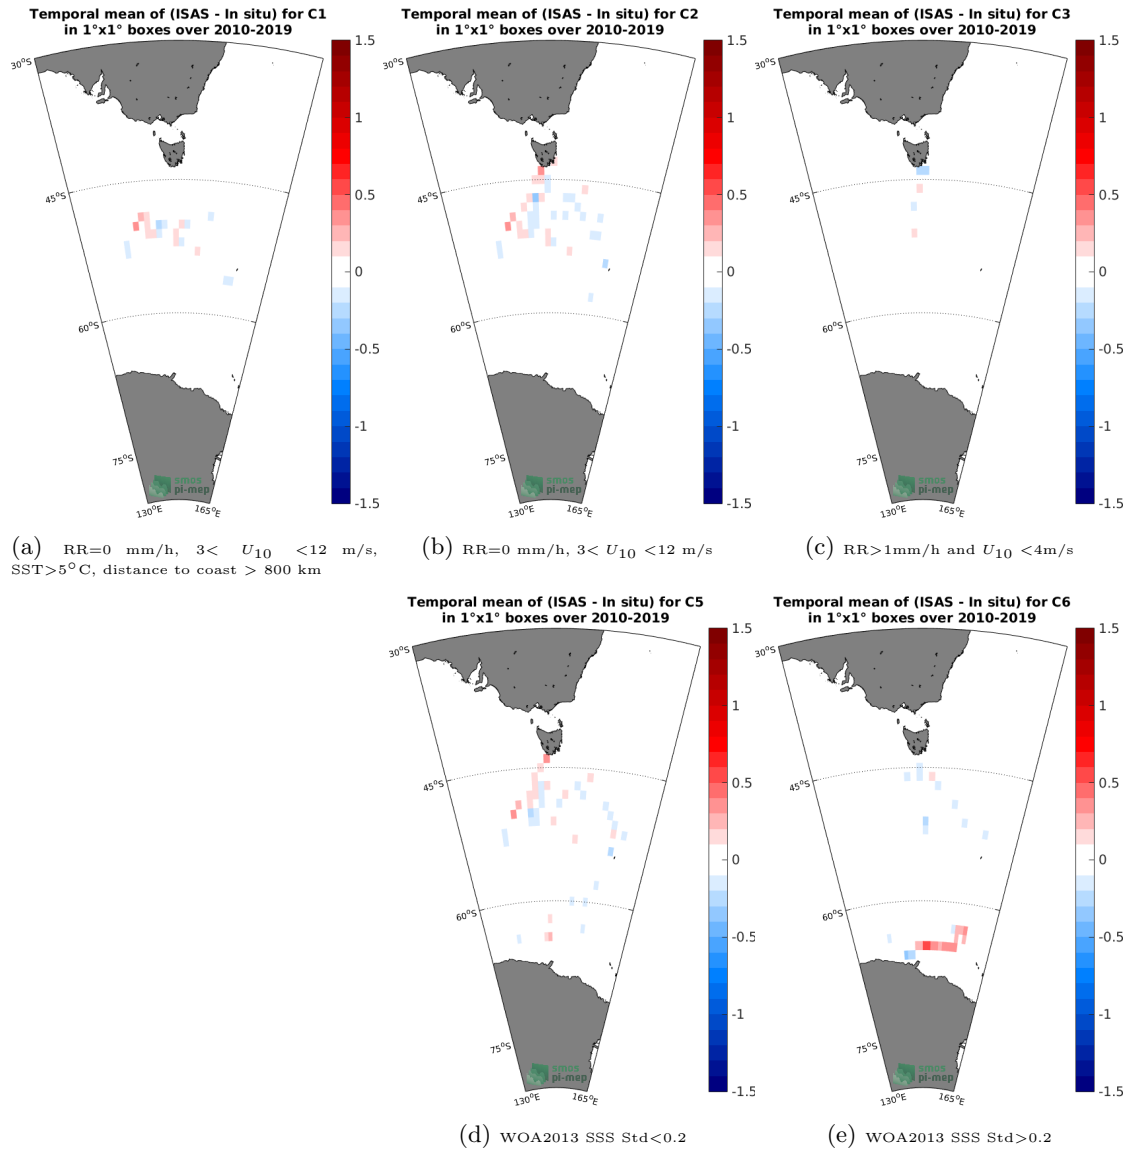 Temporal mean of (ISAS - In situ) for C1
in 1°x1° boxes over 2010-2019
30°S
45°S
60°S
75°S
130°E
165°E
1.5
1
0.5
0
-0.5
-1
-1.5
smos
pi-mep
(a) RR=0 mm/h, 3< U10 <12 m/s,
SST>5°C, distance to coast > 800 km
Temporal mean of (ISAS - In situ) for C2
in 1°x1° boxes over 2010-2019
30°S
45°S
60°S
75°S
130°E
165°E
1.5
1
0.5
0
-0.5
-1
-1.5
smos
pi-mep
(b) RR=0 mm/h, 3< U10 <12 m/s
Temporal mean of (ISAS - In situ) for C3
in 1°x1° boxes over 2010-2019
30°S
45°S
60°S
75°S
130°E
165°E
1.5
1
0.5
0
-0.5
-1
-1.5
smos
pi-mep
(c) RR>1mm/h and U10 <4m/s
Temporal mean of (ISAS - In situ) for C5
in 1°x1° boxes over 2010-2019
30°S
45°S
60°S
75°S
130°E
165°E
1.5
1
0.5
0
-0.5
-1
-1.5
smos
pi-mep
(d) WOA2013 SSS Std<0.2
Temporal mean of (ISAS - In situ) for C6
in 1°x1° boxes over 2010-2019
30°S
45°S
60°S
75°S
130°E
165°E
1.5
1
0.5
0
-0.5
-1
-1.5
smos
pi-mep
(e) WOA2013 SSS Std>0.2